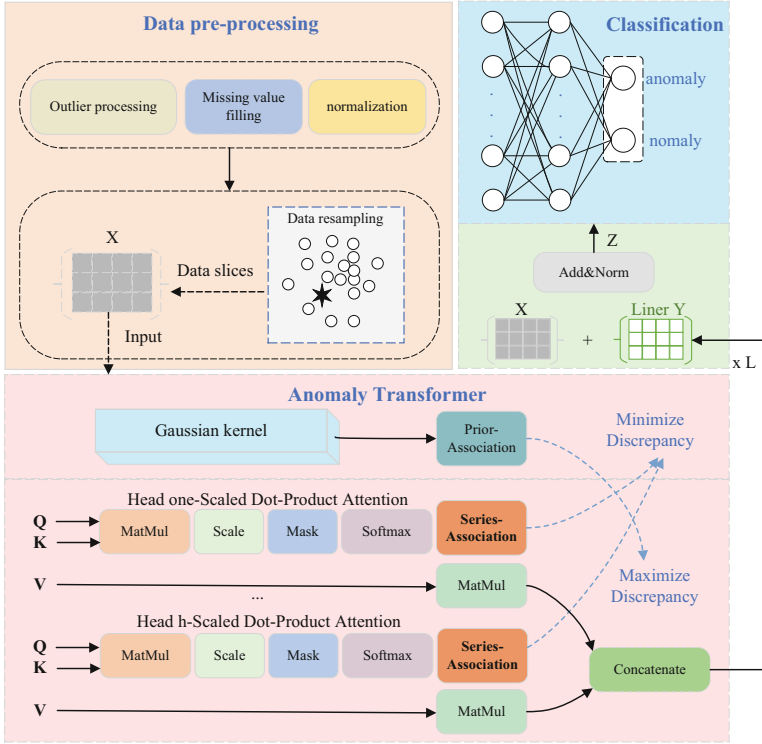 Data pre-processing
Outlier processing
Missing value
filling
normalization
X
Data resampling
Data slices
Input
Classification
anomaly
. . .
. . .
nomaly
Z
Add&Norm
X
Liner Y
+
x L
Anomaly Transformer
Gaussian kernel
Prior-
Association
Minimize
Discrepancy
Head one-Scaled Dot-Product Attention
Q
K
MatMul
Scale
Mask
Softmax
Series-
Association
V
MatMul
...
Maximize
Discrepancy
Head h-Scaled Dot-Product Attention
Q
K
MatMul
Scale
Mask
Softmax
Series-
Association
Concatenate
V
MatMul